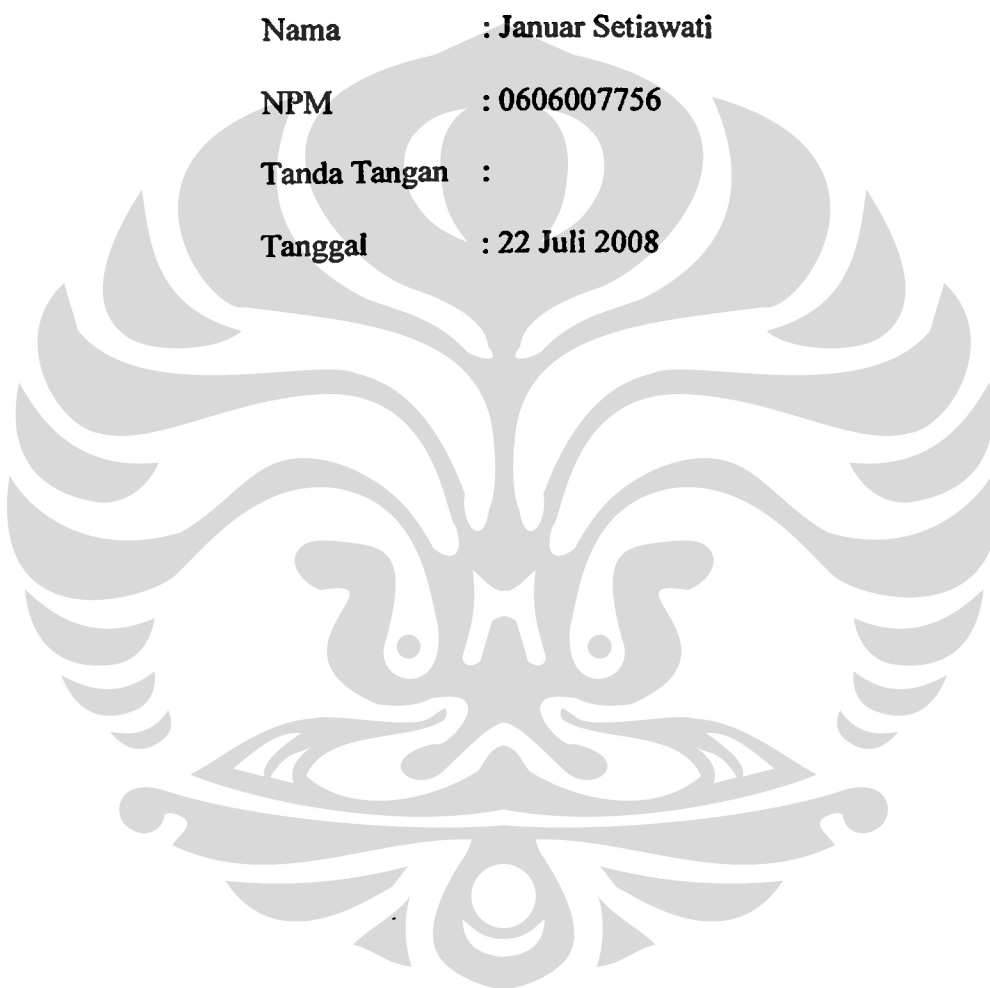 Nama : Januar Setiawati
NPM : 0606007756
Tanda Tangan :
Tanggal : 22 Juli 2008